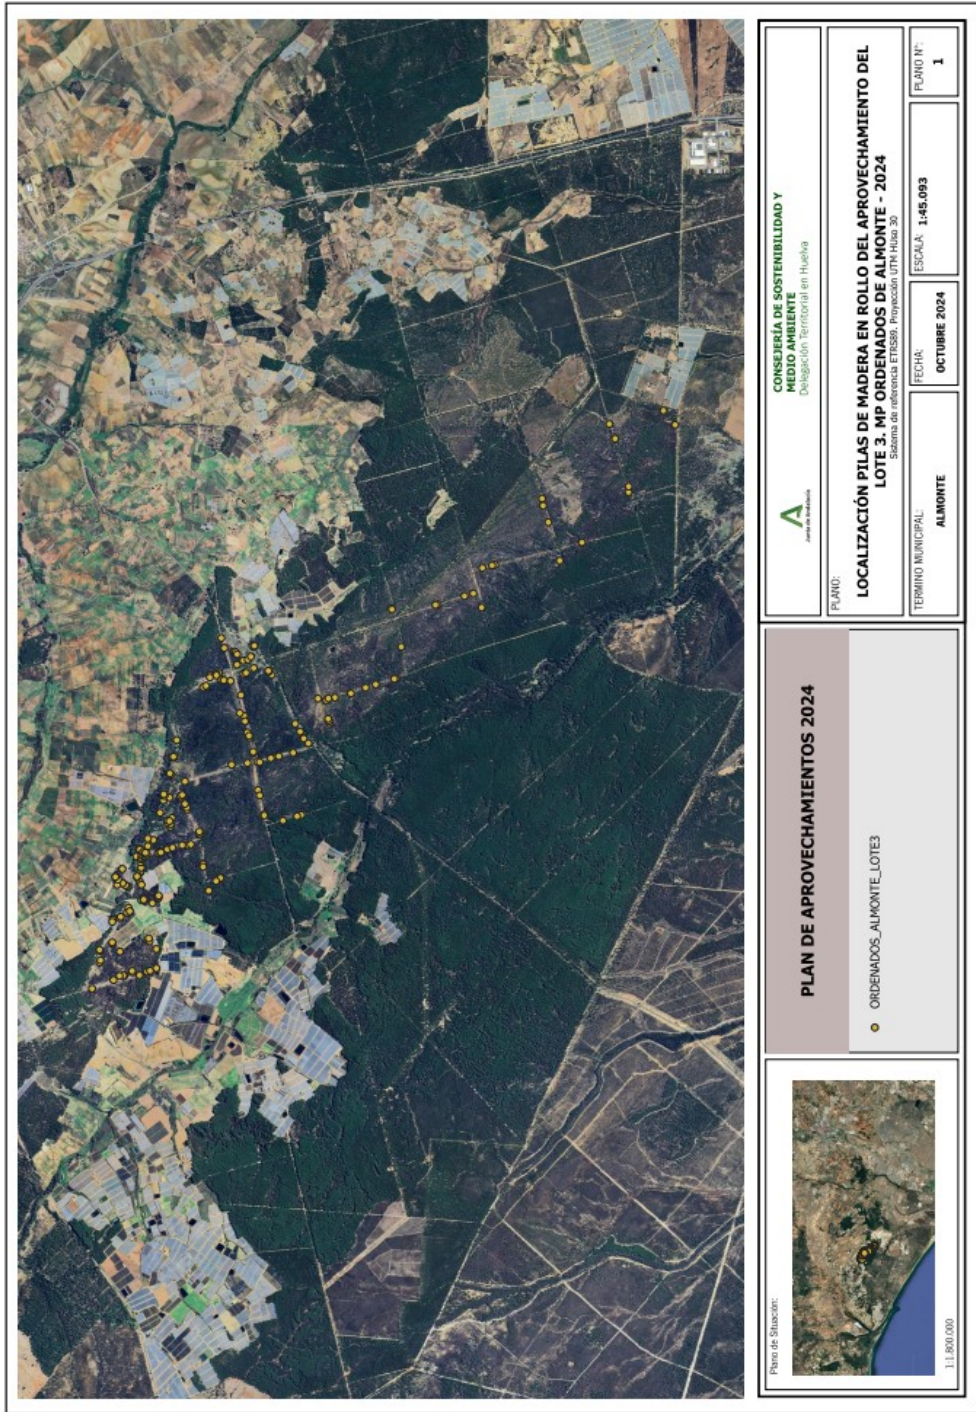 Plano de Situación:
1:1.800.000
PLAN DE APROVECHAMIENTOS 2024
ORDENADOS_ALMONTE_LOTE3
Junta de Andalucía
CONSEJERÍA DE SOSTENIBILIDAD Y
MEDIO AMBIENTE
Delegación Territorial en Huelva
PLANO:
LOCALIZACIÓN PILAS DE MADERA EN ROLLO DEL APROVECHAMIENTO DEL
LOTE 3. MP ORDENADOS DE ALMONTE - 2024
Sistema de referencia ETRS89. Proyección UTM Huso 30
TERMINO MUNICIPAL:
ALMONTE
FECHA:
OCTUBRE 2024
ESCALA: 1:45.093
PLANO Nº:
1